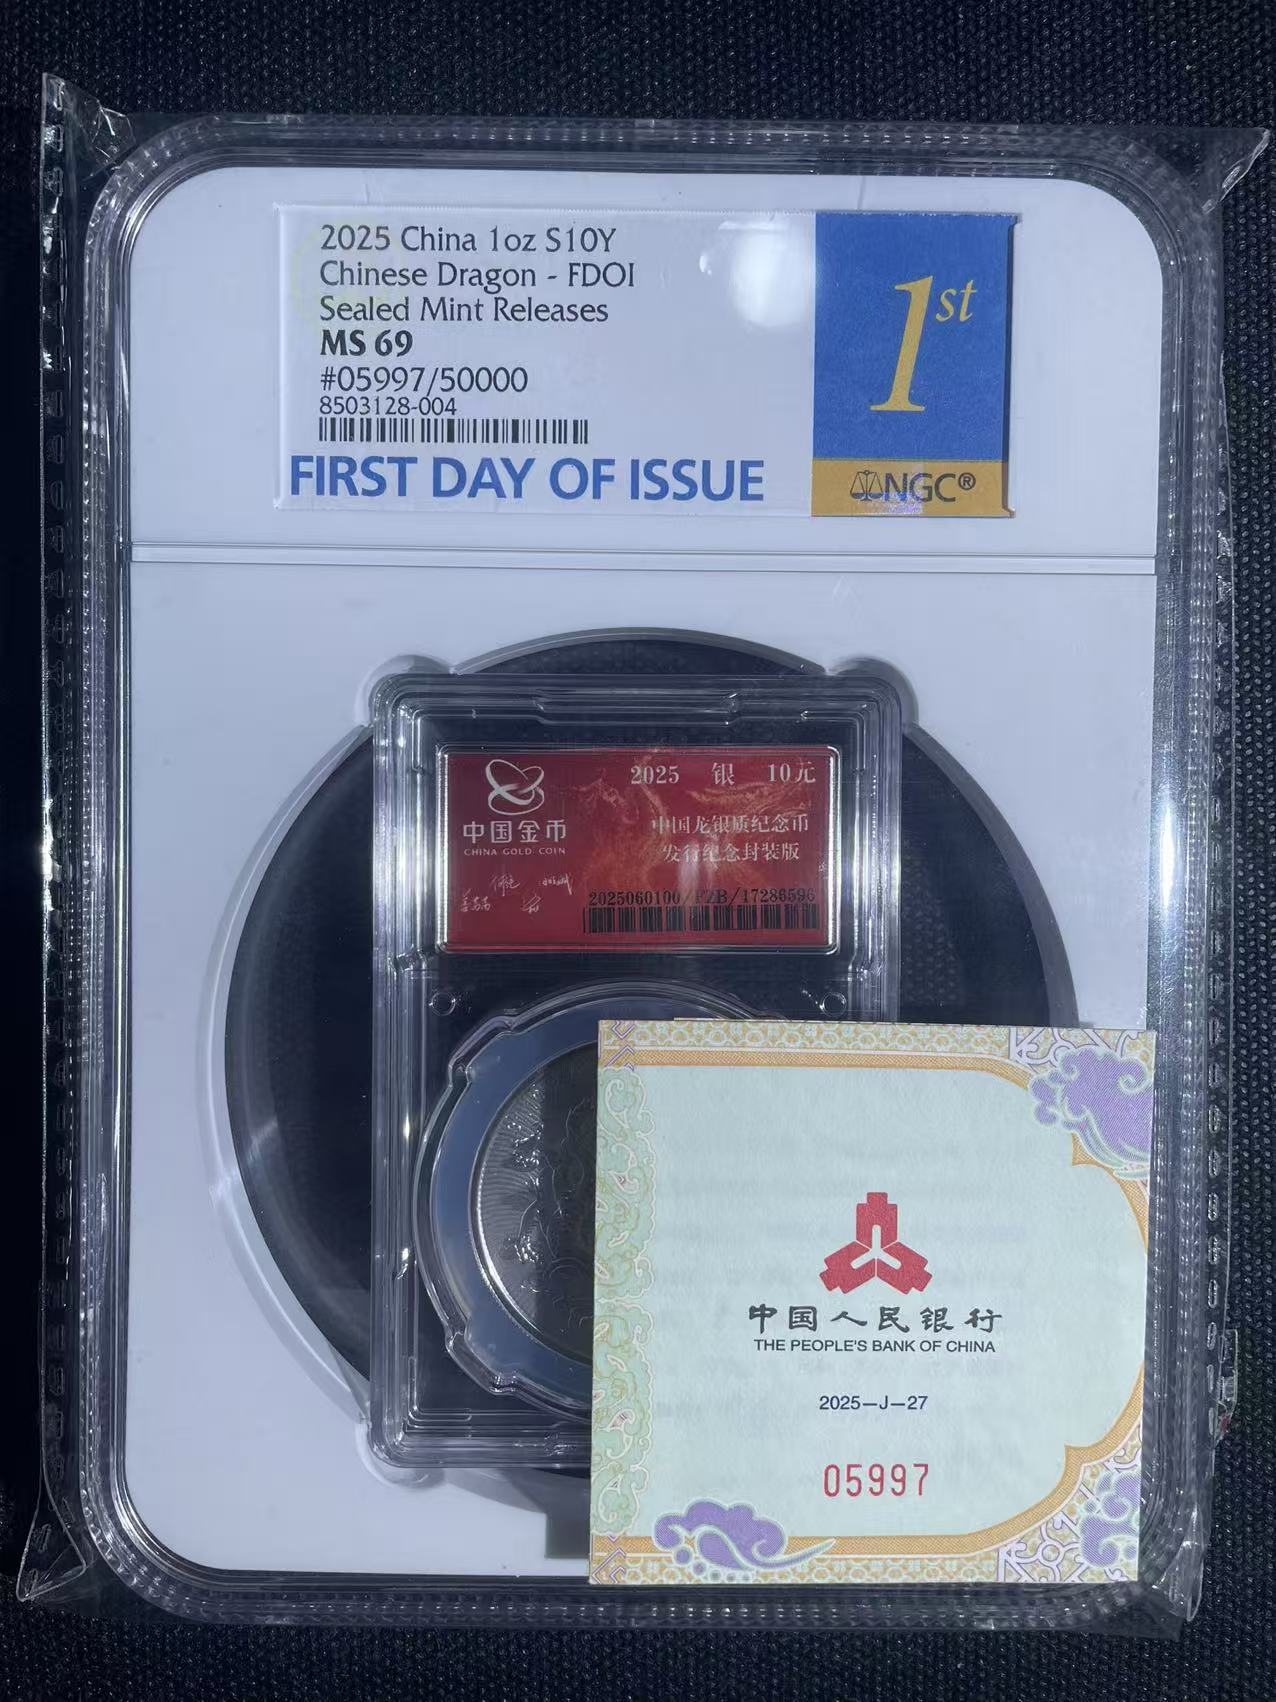 2025 China 1oz S10Y
Chinese Dragon - FDOI
Sealed Mint Releases
MS 69
#05997/50000
8503128-004
FIRST DAY OF ISSUE
1st
NGC®
中国金币
CHINA GOLD COIN
2025 银 10元
中国龙银质纪念币
发行纪念封装版
2025060100/F2B/17286596
中国人民银行
THE PEOPLE'S BANK OF CHINA
2025—J—27
05997